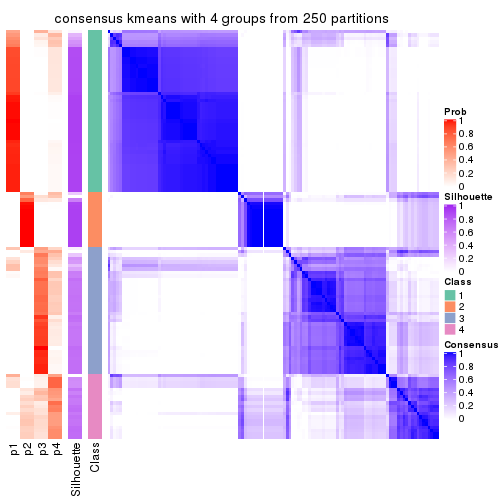 consensus kmeans with 4 groups from 250 partitions
Prob
1
0.8
0.6
0.4
0.2
0
Silhouette
1
0.8
0.6
0.4
0.2
0
Class
1
2
3
4
Consensus
1
0.8
0.6
0.4
0.2
0
p1
p2
p3
p4
Silhouette
Class